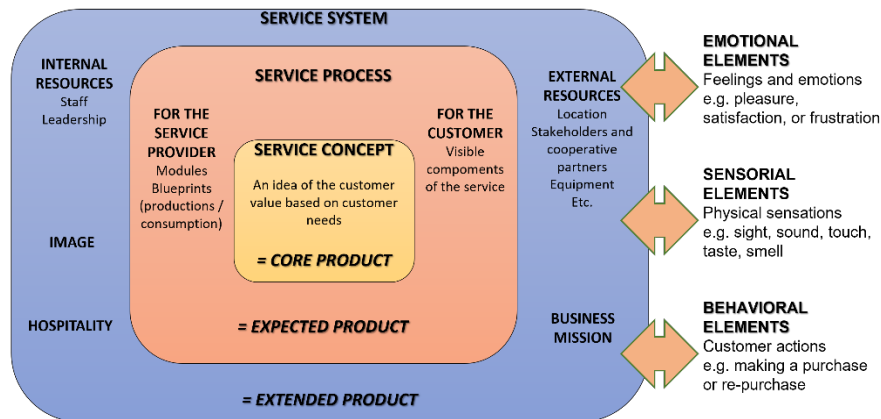 SERVICE SYSTEM
INTERNAL
RESOURCES
Staff
Leadership
IMAGE
HOSPITALITY
SERVICE PROCESS
FOR THE
SERVICE
PROVIDER
Modules
Blueprints
(productions /
consumption)
SERVICE CONCEPT
An idea of the customer
value based on customer
needs
= CORE PRODUCT
FOR THE
CUSTOMER
Visible
components
of the service
= EXPECTED PRODUCT
EXTERNAL
RESOURCES
Location
Stakeholders and
cooperative
partners
Equipment
Etc.
BUSINESS
MISSION
= EXTENDED PRODUCT
EMOTIONAL
ELEMENTS
Feelings and emotions
e.g. pleasure,
satisfaction, or frustration
SENSORIAL
ELEMENTS
Physical sensations
e.g. sight, sound, touch,
taste, smell
BEHAVIORAL
ELEMENTS
Customer actions
e.g. making a purchase
or re-purchase